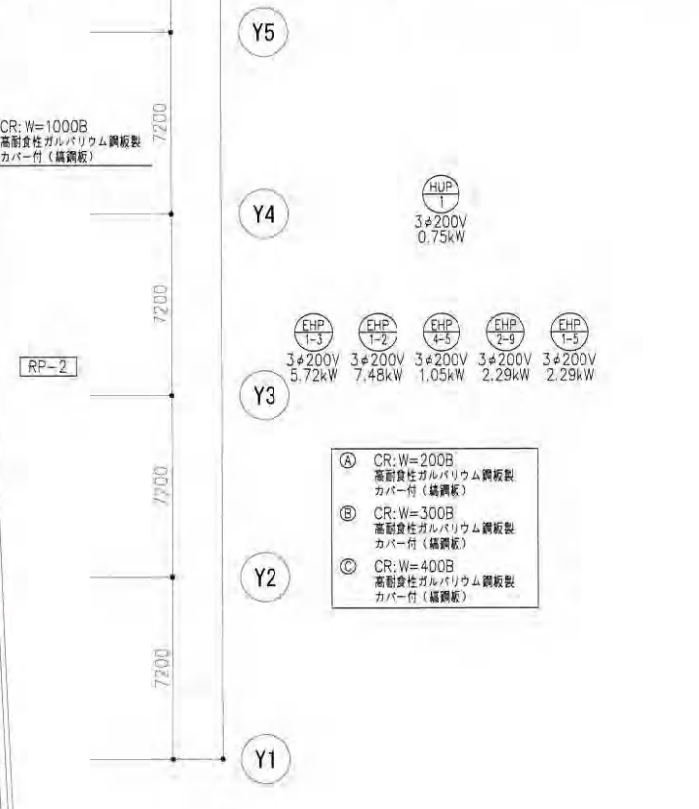 Y5
CR: W=1000B
高耐食性ガルバリウム鋼板製
カバー付(縞鋼板)
7200
Y4
HUP
1
3φ200V
0.75kW
7200
EHP
1-3
3φ200V
5.72kW
EHP
1-2
3φ200V
7.48kW
EHP
4-5
3φ200V
1.05kW
EHP
2-9
3φ200V
2.29kW
EHP
1-5
3φ200V
2.29kW
RP-2
Y3
7200
Ⓐ CR:W=200B
高耐食性ガルバリウム鋼板製
カバー付(縞鋼板)
Ⓑ CR:W=300B
高耐食性ガルバリウム鋼板製
カバー付(縞鋼板)
Ⓒ CR:W=400B
高耐食性ガルバリウム鋼板製
カバー付(縞鋼板)
Y2
7200
Y1